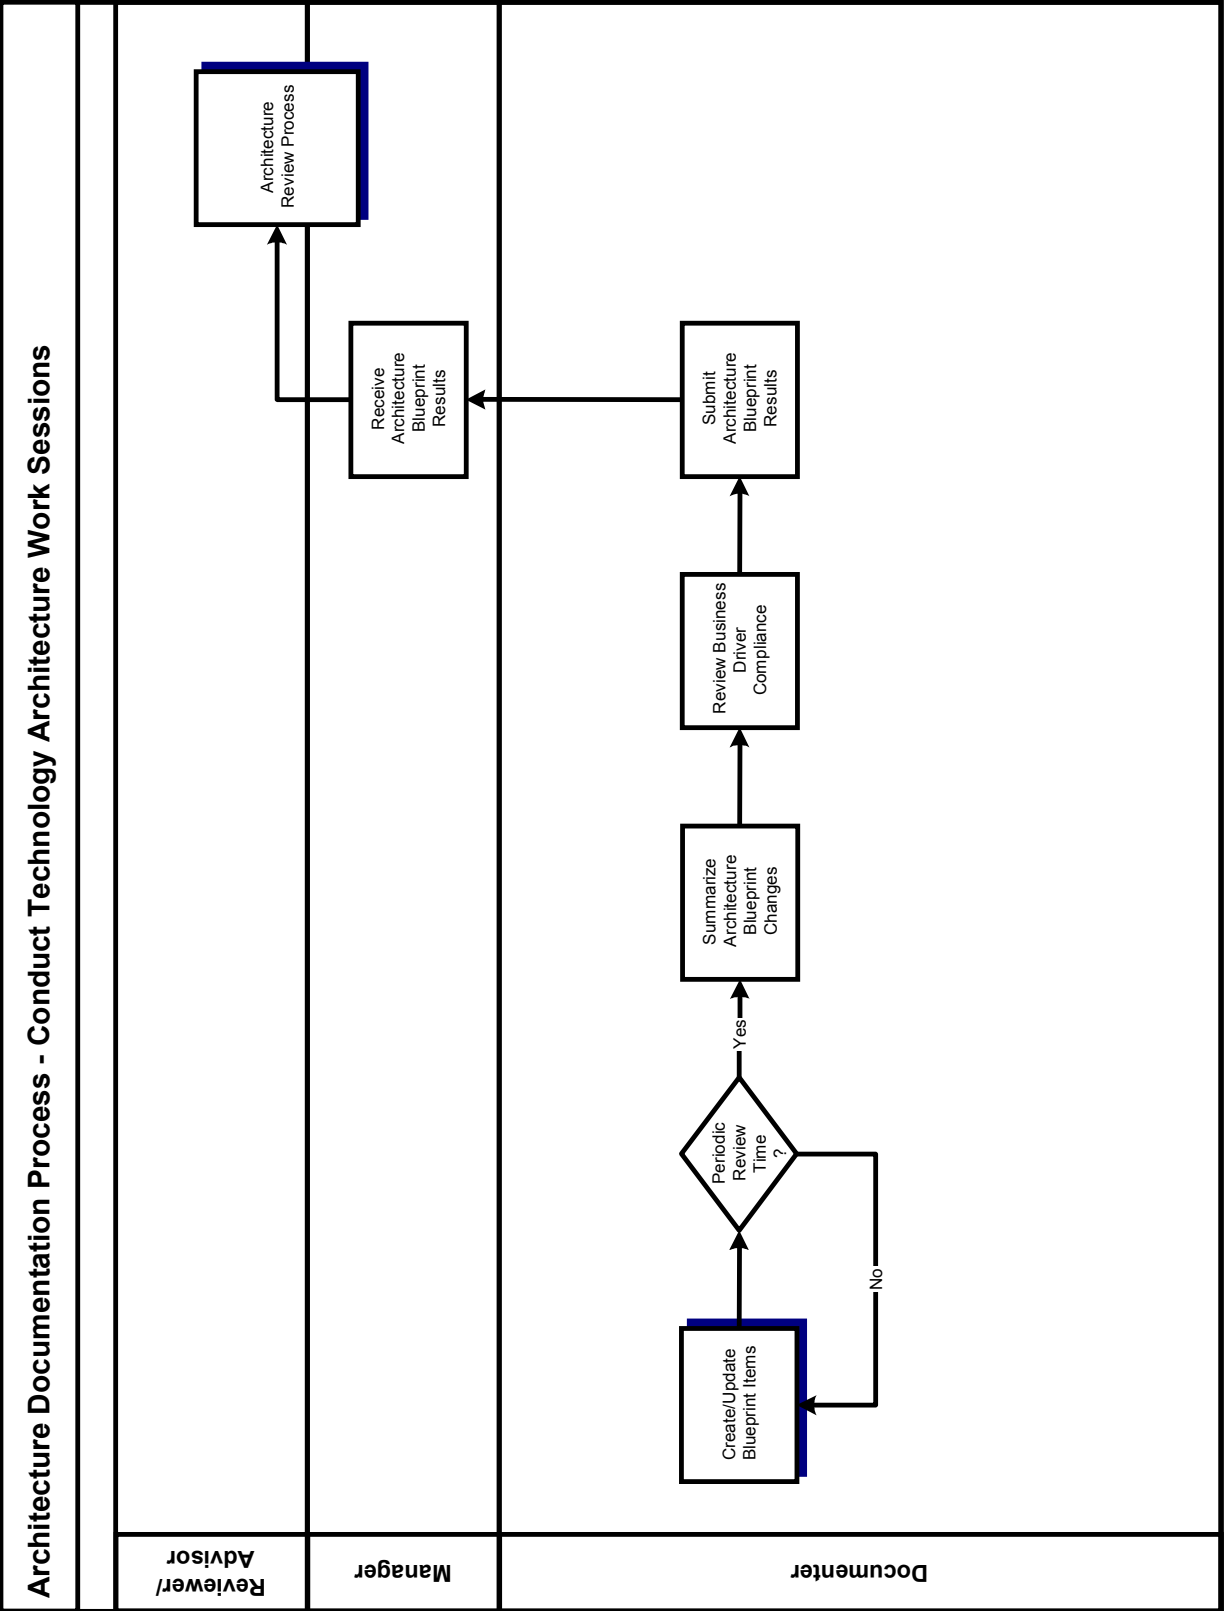 Architecture Documentation Process - Conduct Technology Architecture Work Sessions
Reviewer/
Advisor
Architecture
Review Process
Manager
Receive
Architecture
Blueprint
Results
Documenter
Create/Update
Blueprint Items
Periodic
Review
Time
?
Yes
No
Summarize
Architecture
Blueprint
Changes
Review Business
Driver
Compliance
Submit
Architecture
Blueprint
Results